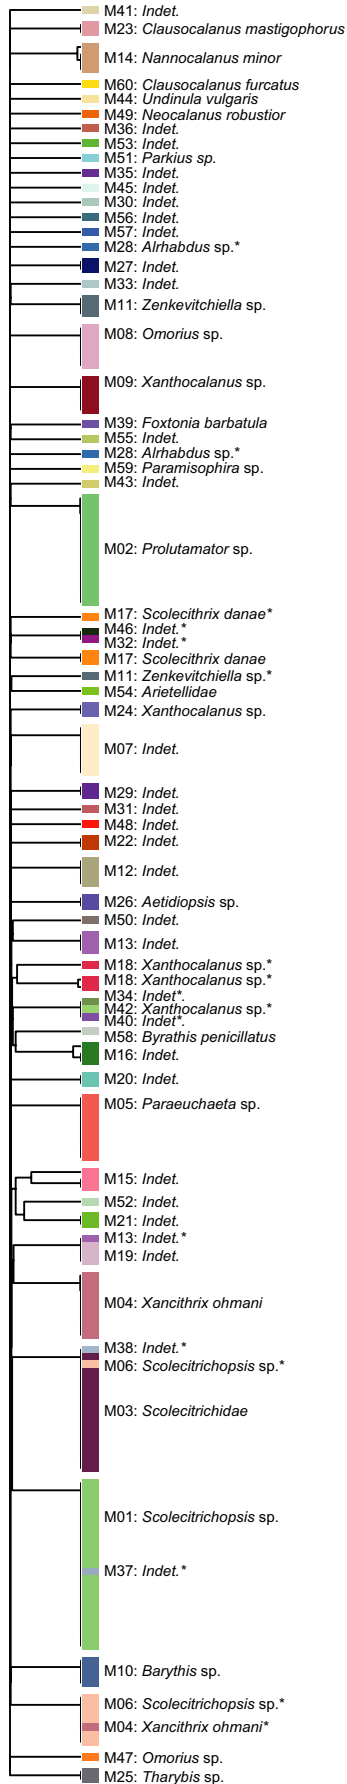 M41: Indet.
M23: Clausocalanus mastigophorus
M14: Nannocalanus minor
M60: Clausocalanus furcatus
M44: Undinula vulgaris
M49: Neocalanus robustior
M36: Indet.
M53: Indet.
M51: Parkius sp.
M35: Indet.
M45: Indet.
M30: Indet.
M56: Indet.
M57: Indet.
M28: Alrhabdus sp.*
M27: Indet.
M33: Indet.
M11: Zenkevitchiella sp.
M08: Omorius sp.
M09: Xanthocalanus sp.
M39: Foxtonia barbatula
M55: Indet.
M28: Alrhabdus sp.*
M59: Paramisophira sp.
M43: Indet.
M02: Prolutamator sp.
M17: Scolecithrix danae*
M46: Indet.*
M32: Indet.*
M17: Scolecithrix danae
M11: Zenkevitchiella sp.*
M54: Arietellidae
M24: Xanthocalanus sp.
M07: Indet.
M29: Indet.
M31: Indet.
M48: Indet.
M22: Indet.
M12: Indet.
M26: Aetidiopsis sp.
M50: Indet.
M13: Indet.
M18: Xanthocalanus sp.*
M18: Xanthocalanus sp.*
M34: Indet*.
M42: Xanthocalanus sp.*
M40: Indet*.
M58: Byrathis penicillatus
M16: Indet.
M20: Indet.
M05: Paraeuchaeta sp.
M15: Indet.
M52: Indet.
M21: Indet.
M13: Indet.*
M19: Indet.
M04: Xancithrix ohmani
M38: Indet.*
M06: Scolecitrichopsis sp.*
M03: Scolecitrichidae
M01: Scolecitrichopsis sp.
M37: Indet.*
M10: Barythis sp.
M06: Scolecitrichopsis sp.*
M04: Xancithrix ohmani*
M47: Omorius sp.
M25: Tharybis sp.